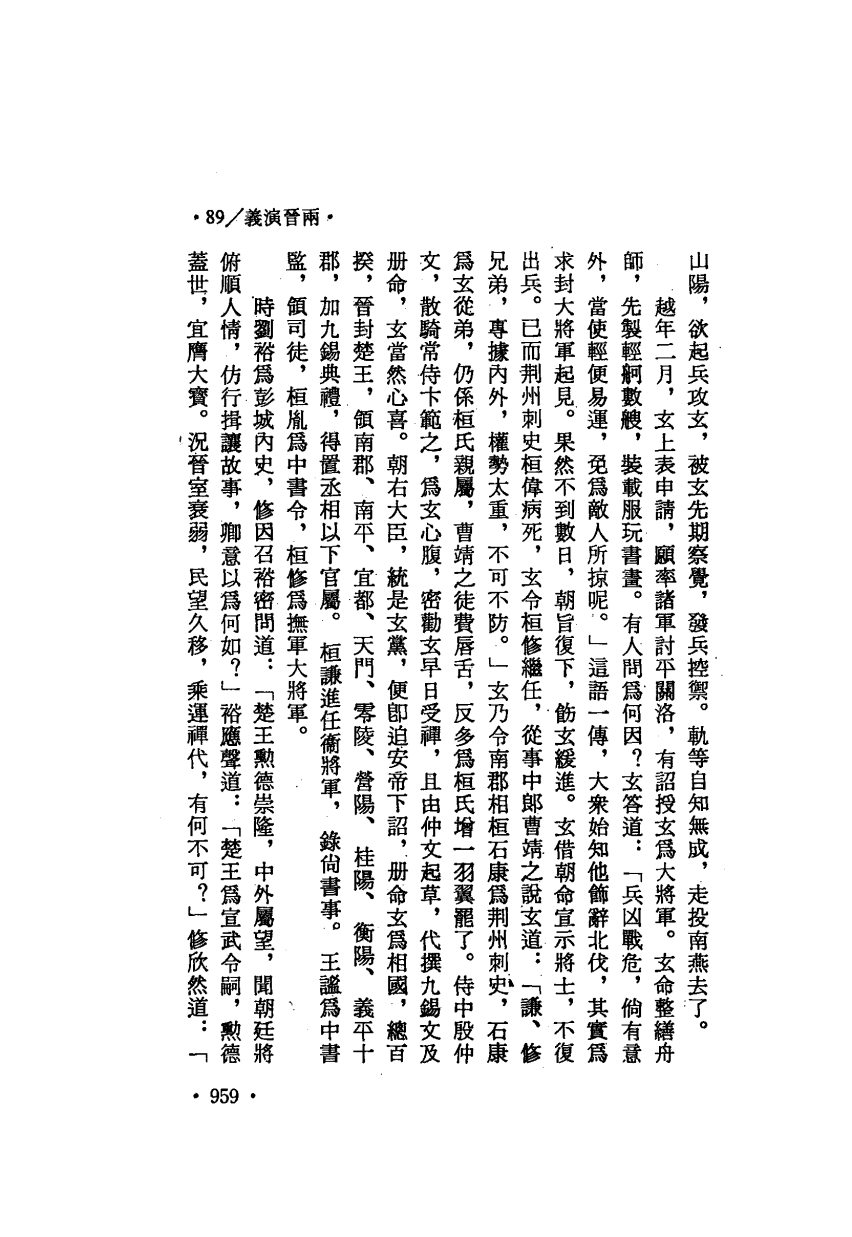 ·89／義演晉兩·
山陽，欲起兵攻玄，被玄先期察覺，發兵控禦。軌等自知無成，走投南燕去了。
越年二月，玄上表申請，願率諸軍討平關洛，有詔授玄爲大將軍。玄命整繕舟
師，先製輕舸數艘，裝載服玩書畫。有人問爲何因？玄答道：「兵凶戰危，倘有意
外，當使輕便易運，免爲敵人所掠呢。」這語一傳，大衆始知他飾辭北伐，其實爲
求封大將軍起見。果然不到數日，朝旨復下，飭玄緩進。玄借朝命宣示將士，不復
出兵。已而荆州刺史桓偉病死，玄令桓修繼任，從事中郎曹靖之說玄道：「謙、修
兄弟，專據內外，權勢太重，不可不防。」玄乃令南郡相桓石康爲荆州刺史，石康
爲玄從弟，仍係桓氏親屬，曹靖之徒費唇舌，反多爲桓氏增一羽翼罷了。侍中殷仲
文，散騎常侍卞範之，爲玄心腹，密勸玄早日受禪，且由仲文起草，代撰九錫文及
册命，玄當然心喜。朝右大臣，統是玄黨，便卽迫安帝下詔，册命玄爲相國，總百
揆，晉封楚王，領南郡、南平、宜都、天門、零陵、營陽、桂陽、衡陽、義平十
郡，加九錫典禮，得置丞相以下官屬。桓謙進任衞將軍，錄尙書事。王謐爲中書
監，領司徒，桓胤爲中書令，桓修爲撫軍大將軍。
時劉裕爲彭城內史，修因召裕密問道：「楚王勳德崇隆，中外屬望，聞朝廷將
俯順人情，仿行揖讓故事，卿意以爲何如？」裕應聲道：「楚王爲宣武令嗣，勳德
蓋世，宜膺大寶。況晉室衰弱，民望久移，乘運禪代，有何不可？」修欣然道：「
·959·